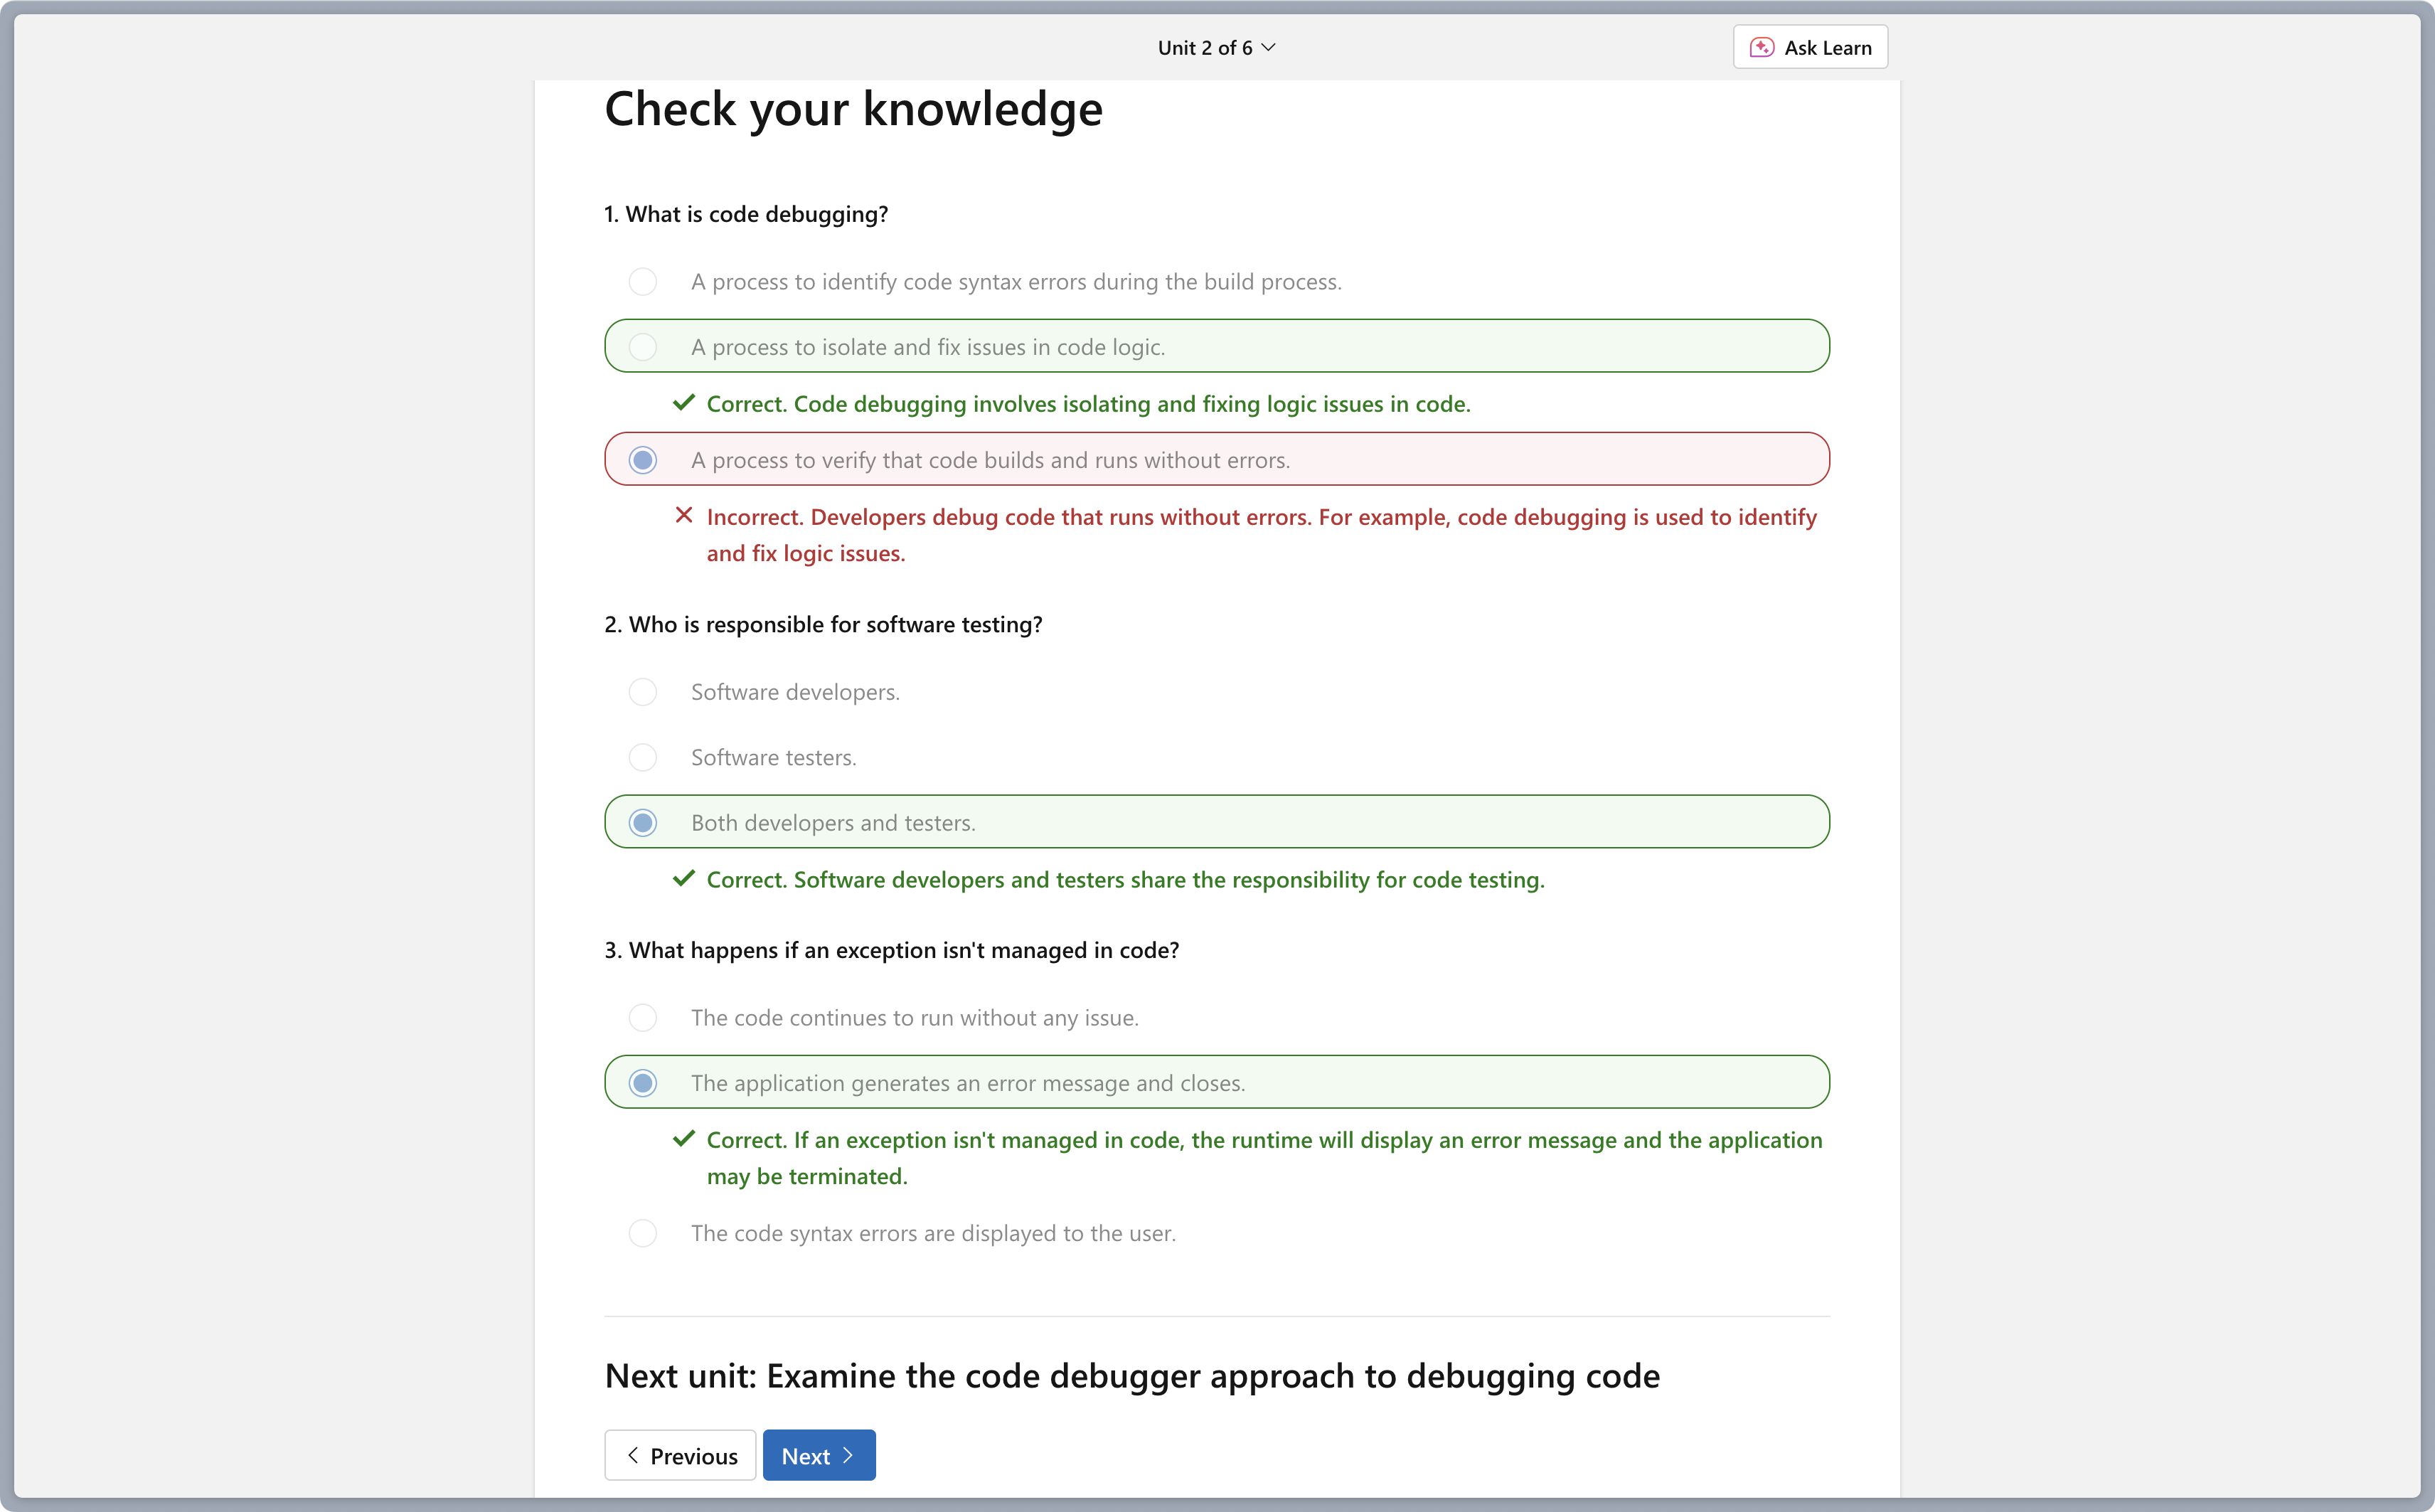 Unit 2 of 6
Ask Learn
Check your knowledge
1. What is code debugging?
A process to identify code syntax errors during the build process.
A process to isolate and fix issues in code logic.
Correct. Code debugging involves isolating and fixing logic issues in code.
A process to verify that code builds and runs without errors.
Incorrect. Developers debug code that runs without errors. For example, code debugging is used to identify
and fix logic issues.
2. Who is responsible for software testing?
Software developers.
Software testers.
Both developers and testers.
Correct. Software developers and testers share the responsibility for code testing.
3. What happens if an exception isn't managed in code?
The code continues to run without any issue.
The application generates an error message and closes.
Correct. If an exception isn't managed in code, the runtime will display an error message and the application
may be terminated.
The code syntax errors are displayed to the user.
Next unit: Examine the code debugger approach to debugging code
Previous
Next